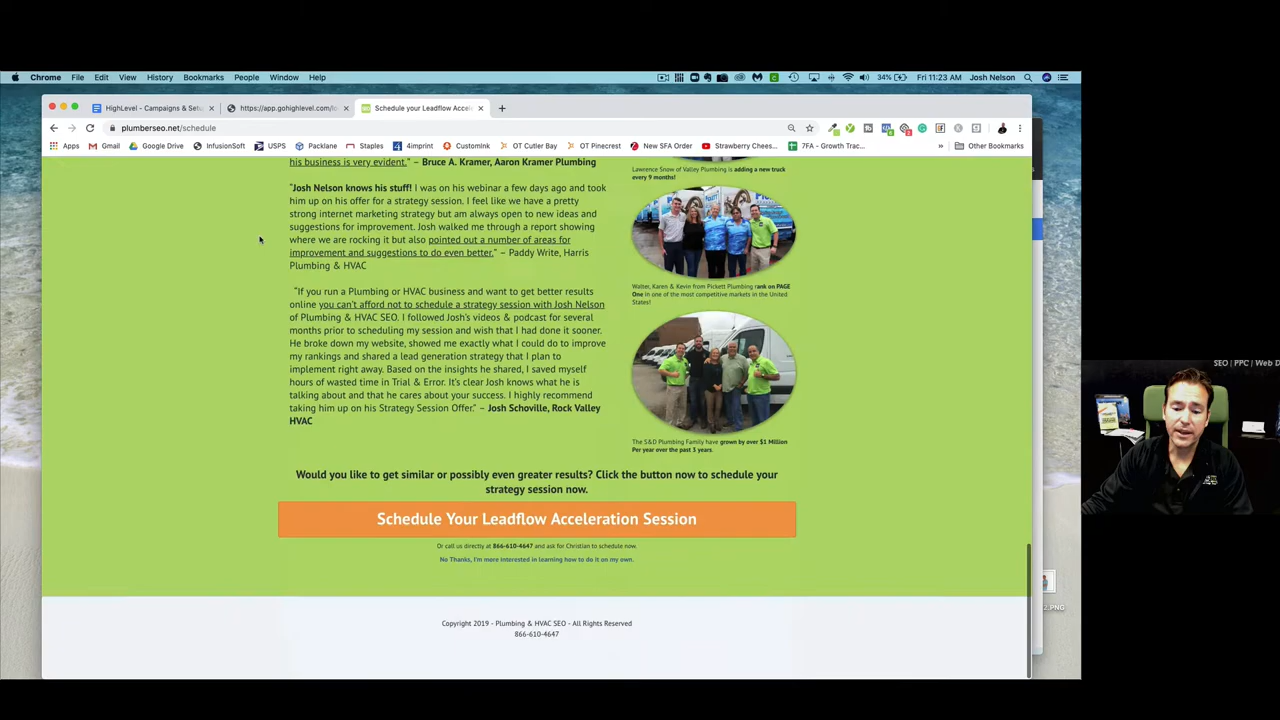 Chrome File Edit View History Bookmarks People Window Help 34% Fri 11:23 AM Josh Nelson
HighLevel - Campaigns & Setu
https://app.gohighlevel.com/lo
Schedule your Leadflow Accele
plumberseo.net/schedule
Apps Gmail Google Drive InfusionSoft USPS Packlane Staples 4imprint CustomInk OT Cutler Bay OT Pinecrest New SFA Order Strawberry Chees... 7FA - Growth Trac... » Other Bookmarks
his business is very evident." – Bruce A. Kramer, Aaron Kramer Plumbing
"Josh Nelson knows his stuff! I was on his webinar a few days ago and took
him up on his offer for a strategy session. I feel like we have a pretty
strong internet marketing strategy but am always open to new ideas and
suggestions for improvement. Josh walked me through a report showing
where we are rocking it but also pointed out a number of areas for
improvement and suggestions to do even better." – Paddy Write, Harris
Plumbing & HVAC
"If you run a Plumbing or HVAC business and want to get better results
online you can't afford not to schedule a strategy session with Josh Nelson
of Plumbing & HVAC SEO. I followed Josh's videos & podcast for several
months prior to scheduling my session and wish that I had done it sooner.
He broke down my website, showed me exactly what I could do to improve
my rankings and shared a lead generation strategy that I plan to
implement right away. Based on the insights he shared, I saved myself
hours of wasted time in Trial & Error. It's clear Josh knows what he is
talking about and that he cares about your success. I highly recommend
taking him up on his Strategy Session Offer." – Josh Schoville, Rock Valley
HVAC
Lawrence Snow of Valley Plumbing is adding a new truck
every 9 months!
Walter, Karen & Kevin from Pickett Plumbing rank on PAGE
One in one of the most competitive markets in the United
States!
The S&D Plumbing Family have grown by over $1 Million
Per year over the past 3 years.
Would you like to get similar or possibly even greater results? Click the button now to schedule your
strategy session now.
Schedule Your Leadflow Acceleration Session
Or call us directly at 866-610-4647 and ask for Christian to schedule now.
No Thanks, I'm more interested in learning how to do it on my own.
Copyright 2019 - Plumbing & HVAC SEO - All Rights Reserved
866-610-4647
SEO | PPC | Web D
2.PNG